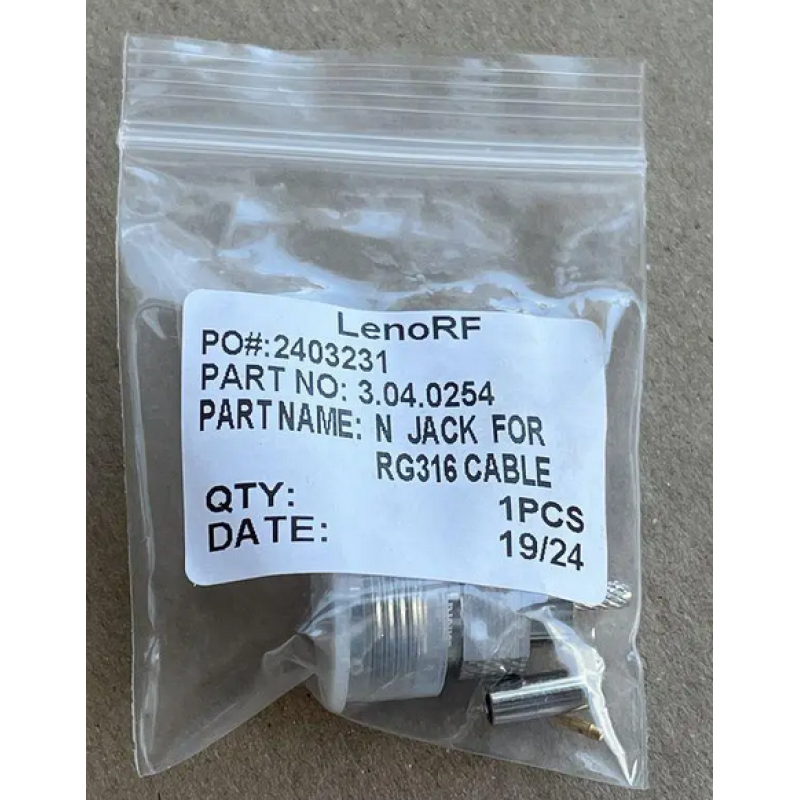 LenoRF
PO#:2403231
PART NO: 3.04.0254
PART NAME: N JACK FOR
RG316 CABLE
QTY: 1PCS
DATE: 19/24